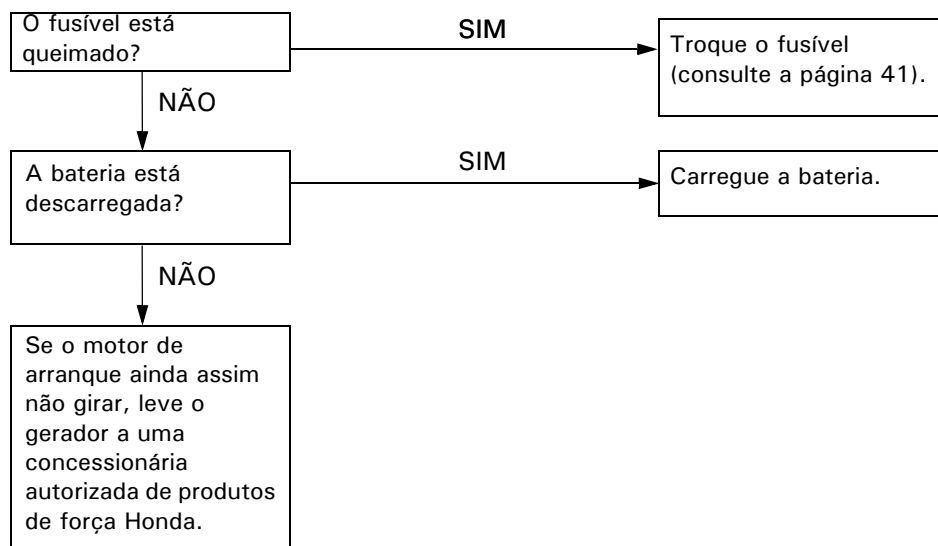 O fusível está
queimado?
SIM
Troque o fusível
(consulte a página 41).
NÃO
A bateria está
descarregada?
SIM
Carregue a bateria.
NÃO
Se o motor de
arranque ainda assim
não girar, leve o
gerador a uma
concessionária
autorizada de produtos
de força Honda.